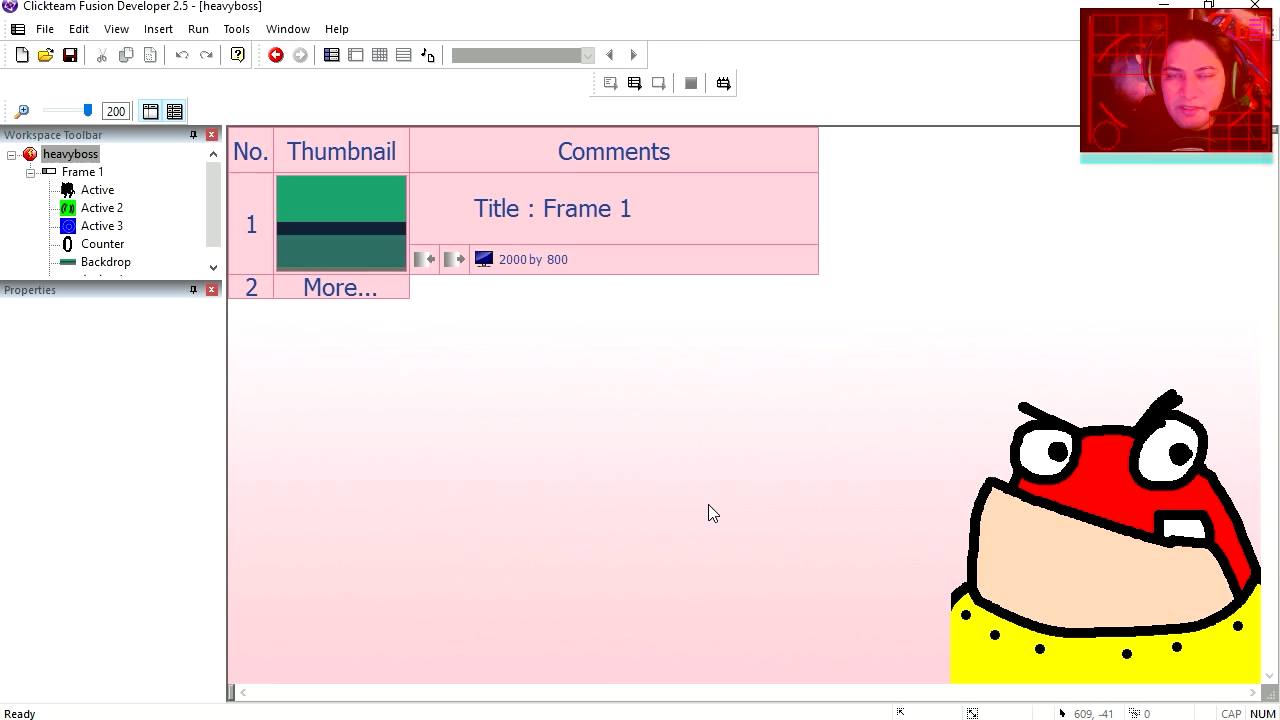 Clickteam Fusion Developer 2.5 - [heavyboss]
File Edit View Insert Run Tools Window Help
200
Workspace Toolbar
heavyboss
Frame 1
Active
Active 2
Active 3
Counter
Backdrop
Properties
No. Thumbnail Comments
1 Title : Frame 1
2000 by 800
2 More...
Ready 609, -41 0 CAP NUM